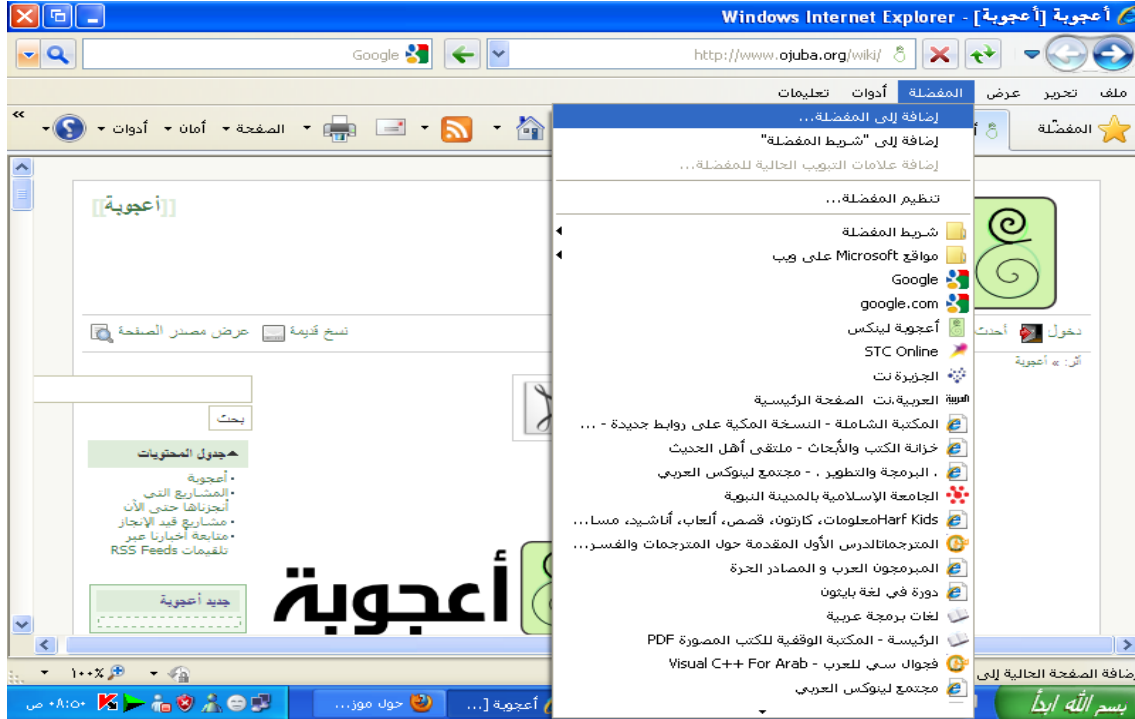 أعجوبة [أعجوبة] - Windows Internet Explorer
http://www.ojuba.org/wiki/
Google
ملف تحرير عرض المفضلة أدوات تعليمات
المفضلة
الصفحة أمان أدوات
إضافة إلى المفضلة...
إضافة إلى "شريط المفضلة"
إضافة علامات التبويب الحالية للمفضلة...
تنظيم المفضلة...
شريط المفضلة
مواقع Microsoft على ويب
Google
google.com
أعجوبة لينكس
STC Online
الجزيرة نت
العربية.نت الصفحة الرئيسية
المكتبة الشاملة - النسخة المكية على روابط جديدة - ...
خزانة الكتب والأبحاث - ملتقى أهل الحديث
. البرمجة والتطوير . - مجتمع لينوكس العربي
الجامعة الإسلامية بالمدينة النبوية
Harf Kidsمعلومات، كارتون، قصص، ألعاب، أناشيد، مسا...
المترجماتالدرس الأول المقدمة حول المترجمات والفسر...
المبرمجون العرب و المصادر الحرة
دورة في لغة بايثون
لغات برمجة عربية
الرئيسة - المكتبة الوقفية للكتب المصورة PDF
فجوال سي للعرب - Visual C++ For Arab
مجتمع لينوكس العربي
[[أعجوبة]]
دخول أحدث
نسخ قديمة عرض مصدر الصفحة
أثر: » أعجوبة
بحث
جدول المحتويات
أعجوبة
المشاريع التي
أنجزناها حتى الآن
مشاريع قيد الإنجاز
متابعة أخبارنا عبر
تلقيمات RSS Feeds
جديد أعجوبة
أعجوبة
إضافة الصفحة الحالية إلى
١٠٠%
بسم الله ابدأ
أعجوبة [...
حول موز...
٠٨:٥٠ ص